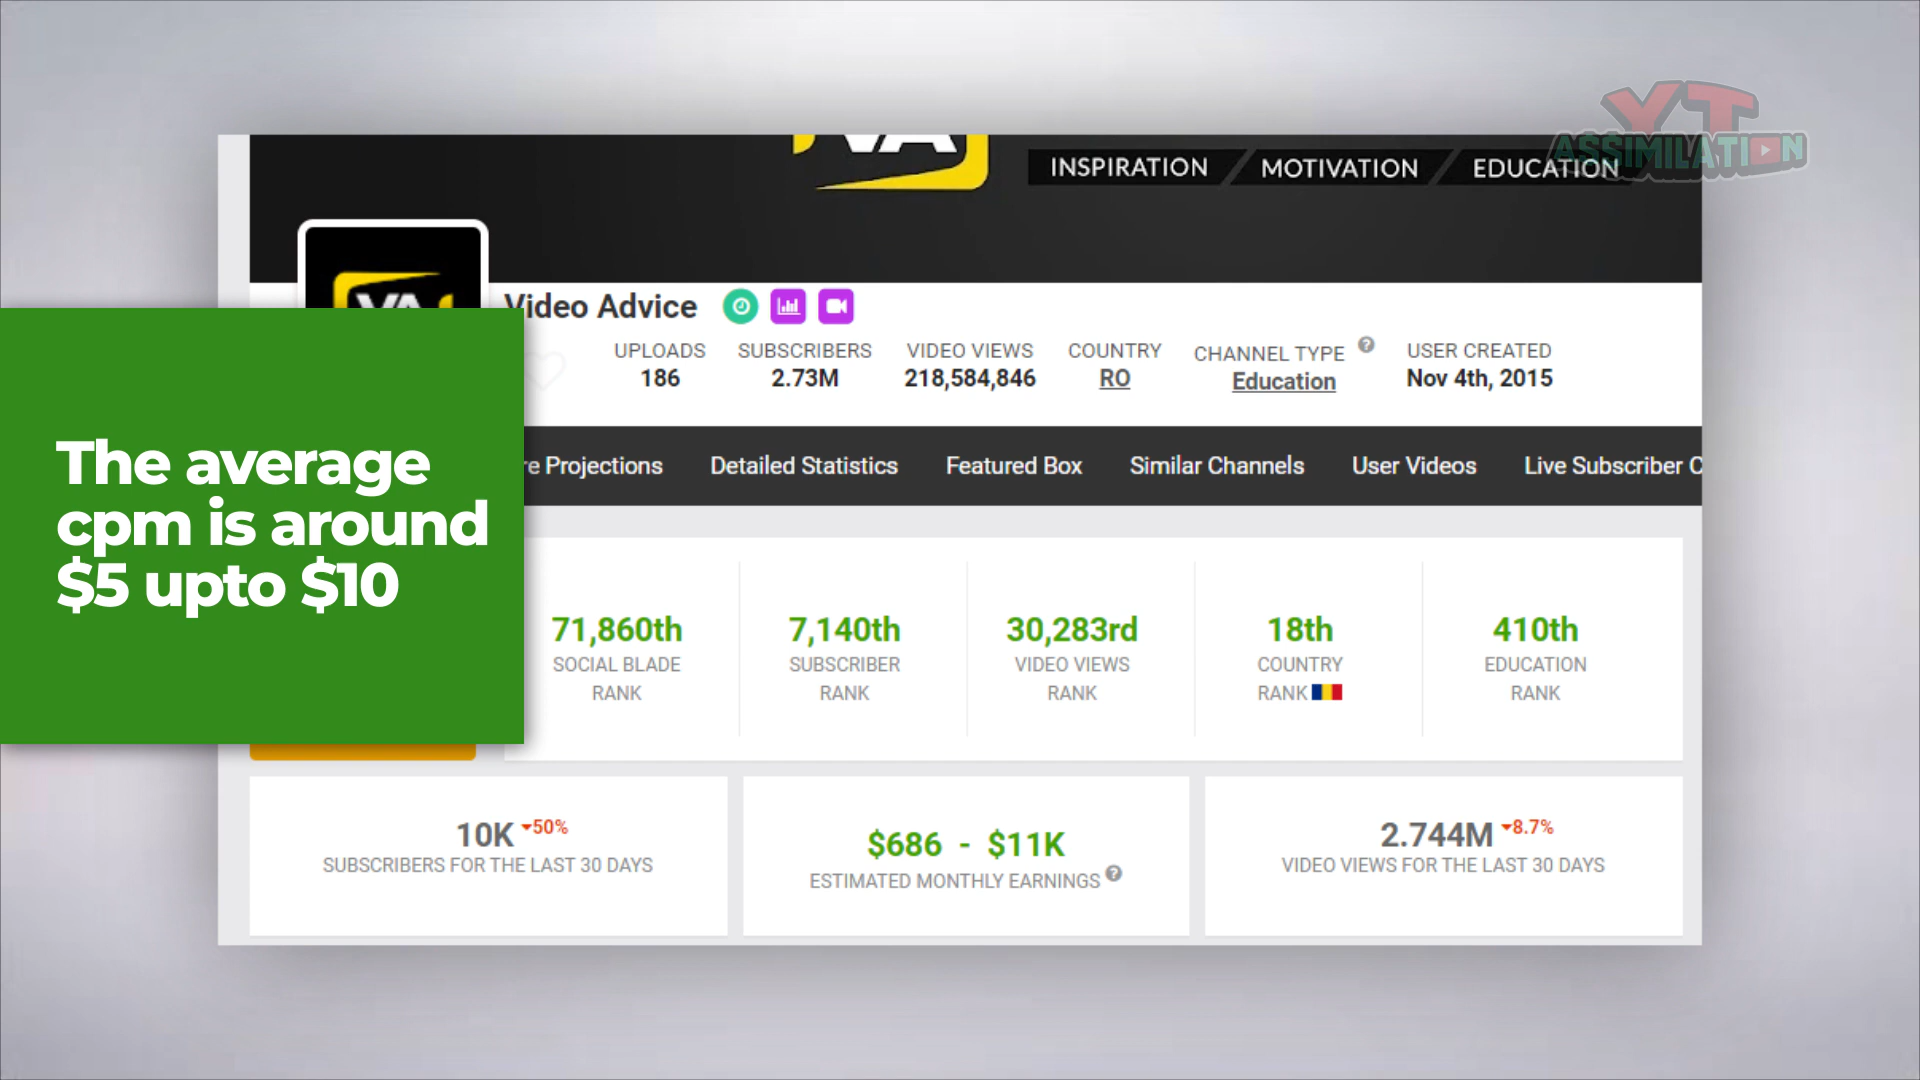 YT
ASSIMILATION
VA
INSPIRATION MOTIVATION EDUCATION
VA
Video Advice
UPLOADS SUBSCRIBERS VIDEO VIEWS COUNTRY CHANNEL TYPE ? USER CREATED
186 2.73M 218,584,846 RO Education Nov 4th, 2015
re Projections Detailed Statistics Featured Box Similar Channels User Videos Live Subscriber C
The average
cpm is around
$5 upto $10
71,860th 7,140th 30,283rd 18th 410th
SOCIAL BLADE SUBSCRIBER VIDEO VIEWS COUNTRY EDUCATION
RANK RANK RANK RANK RANK
10K 50% $686 - $11K 2.744M 8.7%
SUBSCRIBERS FOR THE LAST 30 DAYS ESTIMATED MONTHLY EARNINGS ? VIDEO VIEWS FOR THE LAST 30 DAYS